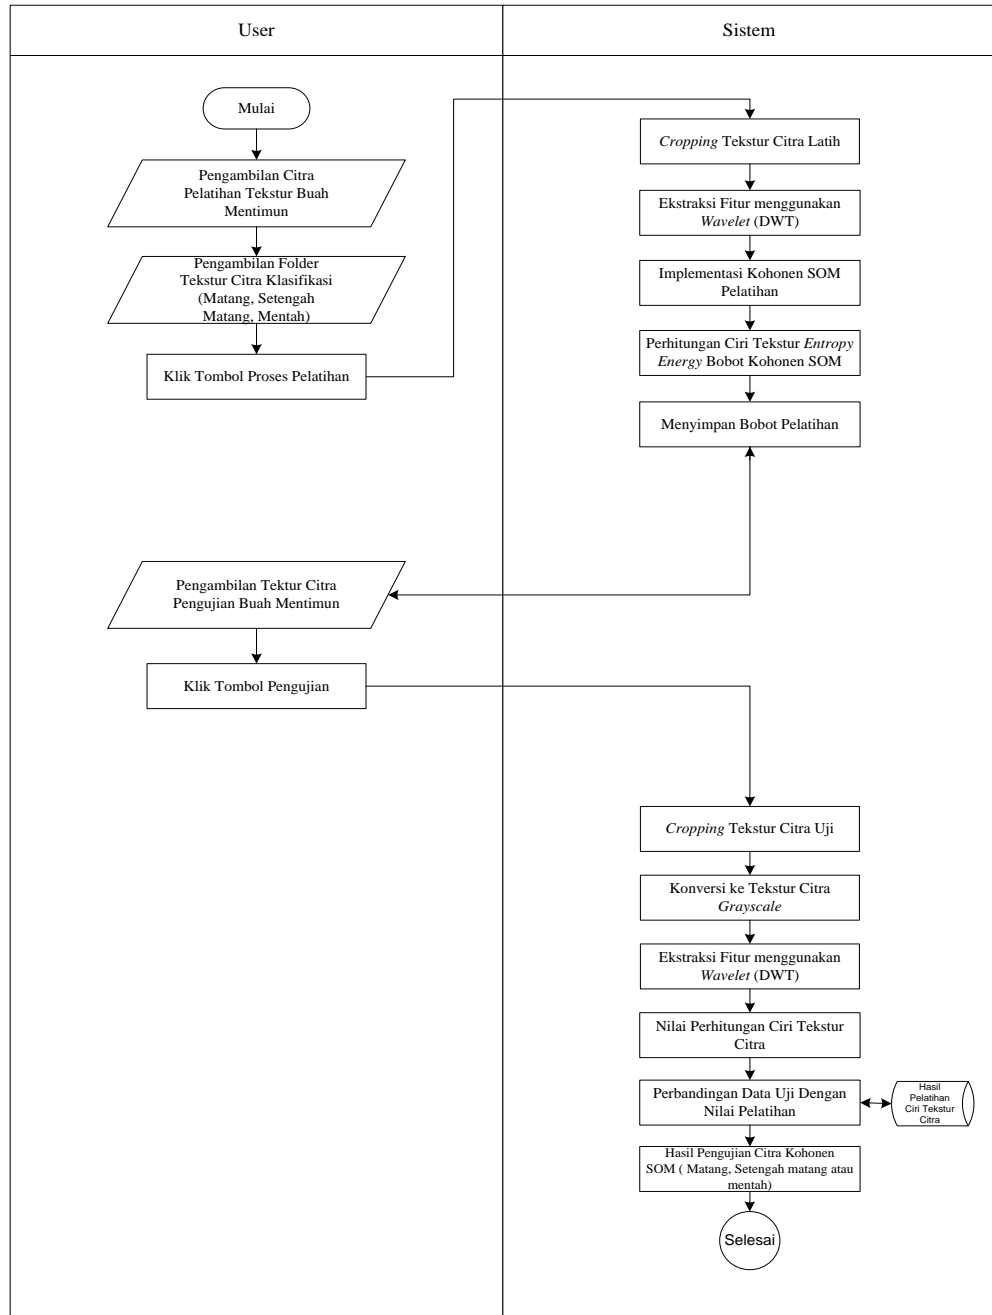 User
Sistem
Mulai
Pengambilan Citra
Pelatihan Tekstur Buah
Mentimun
Pengambilan Folder
Tekstur Citra Klasifikasi
(Matang, Setengah
Matang, Mentah)
Klik Tombol Proses Pelatihan
Cropping Tekstur Citra Latih
Ekstraksi Fitur menggunakan
Wavelet (DWT)
Implementasi Kohonen SOM
Pelatihan
Perhitungan Ciri Tekstur Entropy
Energy Bobot Kohonen SOM
Menyimpan Bobot Pelatihan
Pengambilan Tektur Citra
Pengujian Buah Mentimun
Klik Tombol Pengujian
Cropping Tekstur Citra Uji
Konversi ke Tekstur Citra
Grayscale
Ekstraksi Fitur menggunakan
Wavelet (DWT)
Nilai Perhitungan Ciri Tekstur
Citra
Perbandingan Data Uji Dengan
Nilai Pelatihan
Hasil
Pelatihan
Ciri Tekstur
Citra
Hasil Pengujian Citra Kohonen
SOM ( Matang, Setengah matang atau
mentah)
Selesai